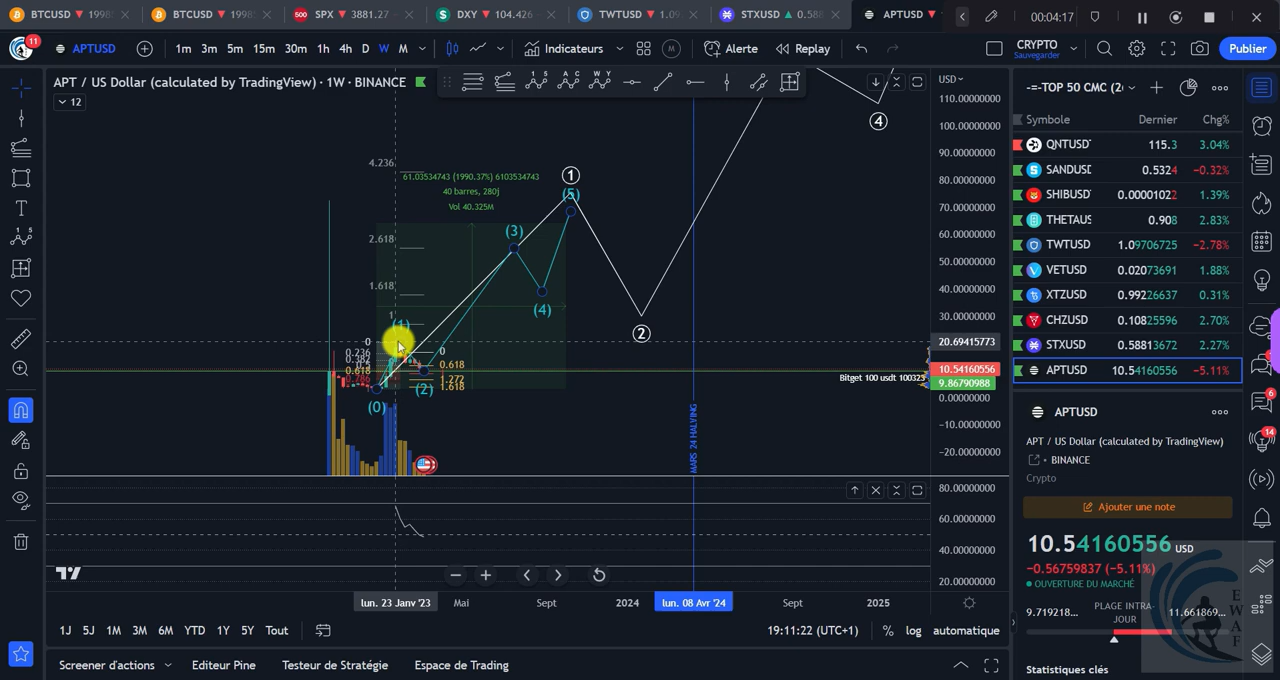 BTCUSD ▼ 1998
BTCUSD ▼ 1998
SPX ▼ 3881.27
DXY ▼ 104.426
TWTUSD ▼ 1.09
STXUSD ▲ 0.588
APTUSD ▼
00:04:17
11
APTUSD
1m 3m 5m 15m 30m 1h 4h D W M
Indicateurs
M
Alerte
Replay
CRYPTO
Sauvegarder
Publier
APT / US Dollar (calculated by TradingView) · 1W · BINANCE
12
USD
110.00000000
100.00000000
90.00000000
80.00000000
70.00000000
60.00000000
50.00000000
40.00000000
30.00000000
20.69415773
10.54160556
9.86790988
0.00000000
−10.00000000
−20.00000000
80.00000000
60.00000000
40.00000000
20.00000000
4.236
2.618
1.618
1
0
0.236
0.382
0.5
0.618
0.786
61.03534743 (1990.37%) 6103534743
40 barres, 280j
Vol 40.325M
(0)
(1)
(2)
(3)
(4)
(5)
1
2
4
0
0.618
1
1.272
1.618
Bitget 100 usdt 100323
MARS 24 HALVING
lun. 23 Janv '23
Mai
Sept
2024
lun. 08 Avr '24
Sept
2025
1J 5J 1M 3M 6M YTD 1Y 5Y Tout
19:11:22 (UTC+1)
% log automatique
Screener d'actions
Editeur Pine
Testeur de Stratégie
Espace de Trading
-=-TOP 50 CMC (2
Symbole Dernier Chg%
QNTUSD 115.3 3.04%
SANDUSD 0.5324 −0.32%
SHIBUSD 0.00001022 1.39%
THETAUS 0.908 2.83%
TWTUSD 1.09706725 −2.78%
VETUSD 0.02073691 1.88%
XTZUSD 0.99226637 0.31%
CHZUSD 0.10825596 2.70%
STXUSD 0.58813672 2.27%
APTUSD 10.54160556 −5.11%
APTUSD
APT / US Dollar (calculated by TradingView)
BINANCE
Crypto
Ajouter une note
10.54160556 USD
−0.56759837 (−5.11%)
OUVERTURE DU MARCHÉ
9.719218...
PLAGE INTRA-
JOUR
11.661869...
Statistiques clés
EWAF
6
14